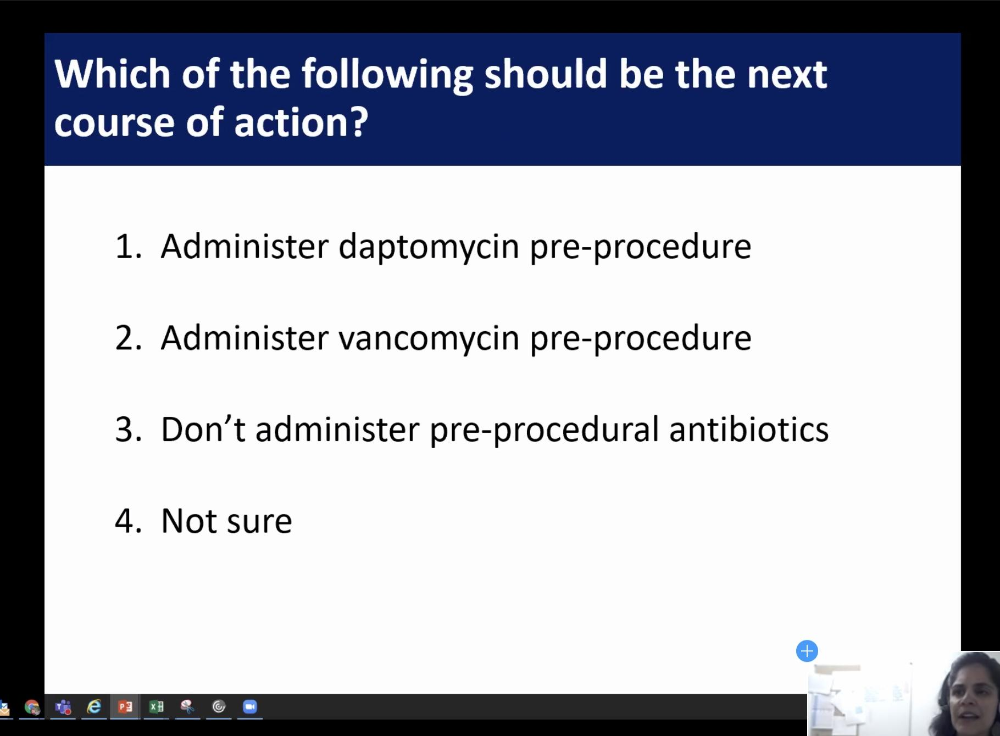 Which of the following should be the next
course of action?
1. Administer daptomycin pre-procedure
2. Administer vancomycin pre-procedure
3. Don’t administer pre-procedural antibiotics
4. Not sure